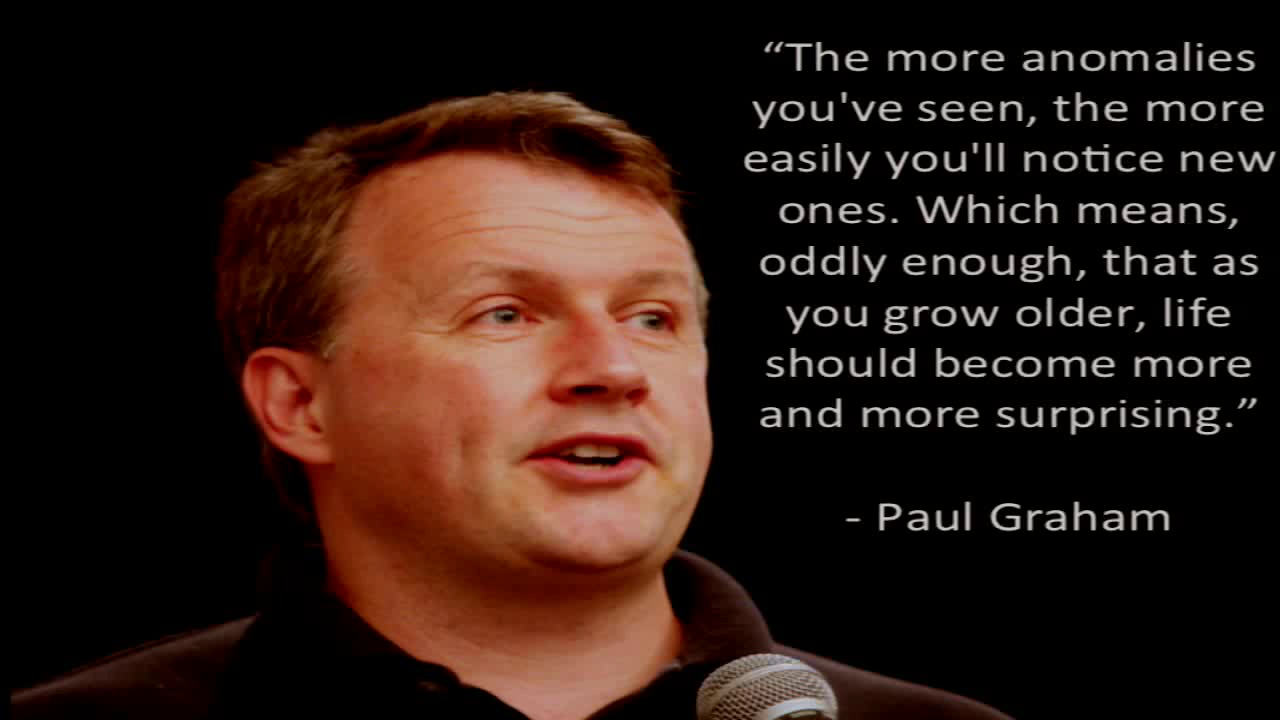 “The more anomalies
you've seen, the more
easily you'll notice new
ones. Which means,
oddly enough, that as
you grow older, life
should become more
and more surprising.”
- Paul Graham